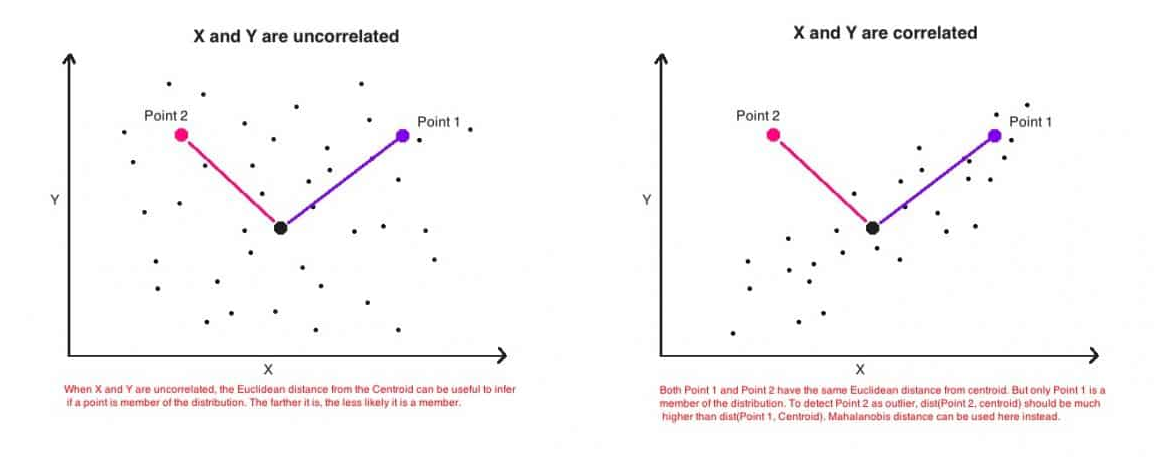 X and Y are uncorrelated
Point 2
Point 1
Y
X
When X and Y are uncorrelated, the Euclidean distance from the Centroid can be useful to infer
if a point is member of the distribution. The farther it is, the less likely it is a member.
X and Y are correlated
Point 2
Point 1
Y
X
Both Point 1 and Point 2 have the same Euclidean distance from centroid. But only Point 1 is a
member of the distribution. To detect Point 2 as outlier, dist(Point 2, centroid) should be much
higher than dist(Point 1, Centroid). Mahalanobis distance can be used here instead.